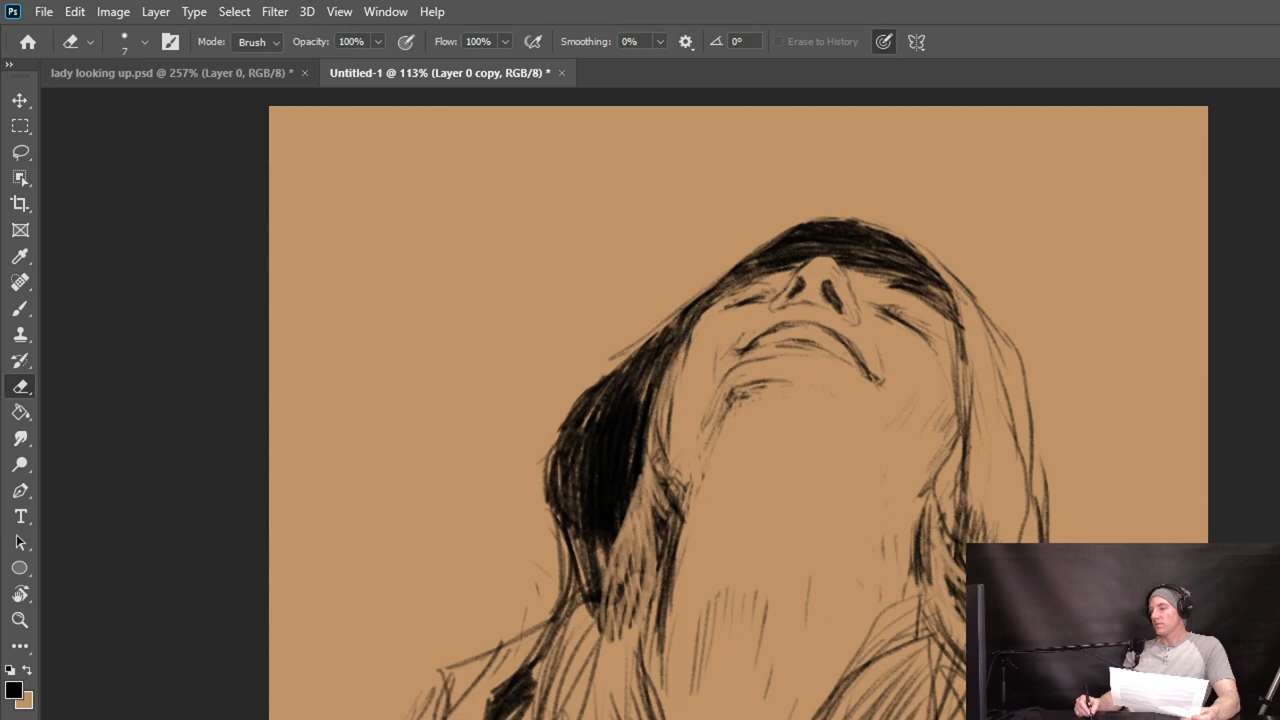 Ps File Edit Image Layer Type Select Filter 3D View Window Help
7 Mode: Brush Opacity: 100% Flow: 100% Smoothing: 0% 0° Erase to History
lady looking up.psd @ 257% (Layer 0, RGB/8) * × Untitled-1 @ 113% (Layer 0 copy, RGB/8) * ×